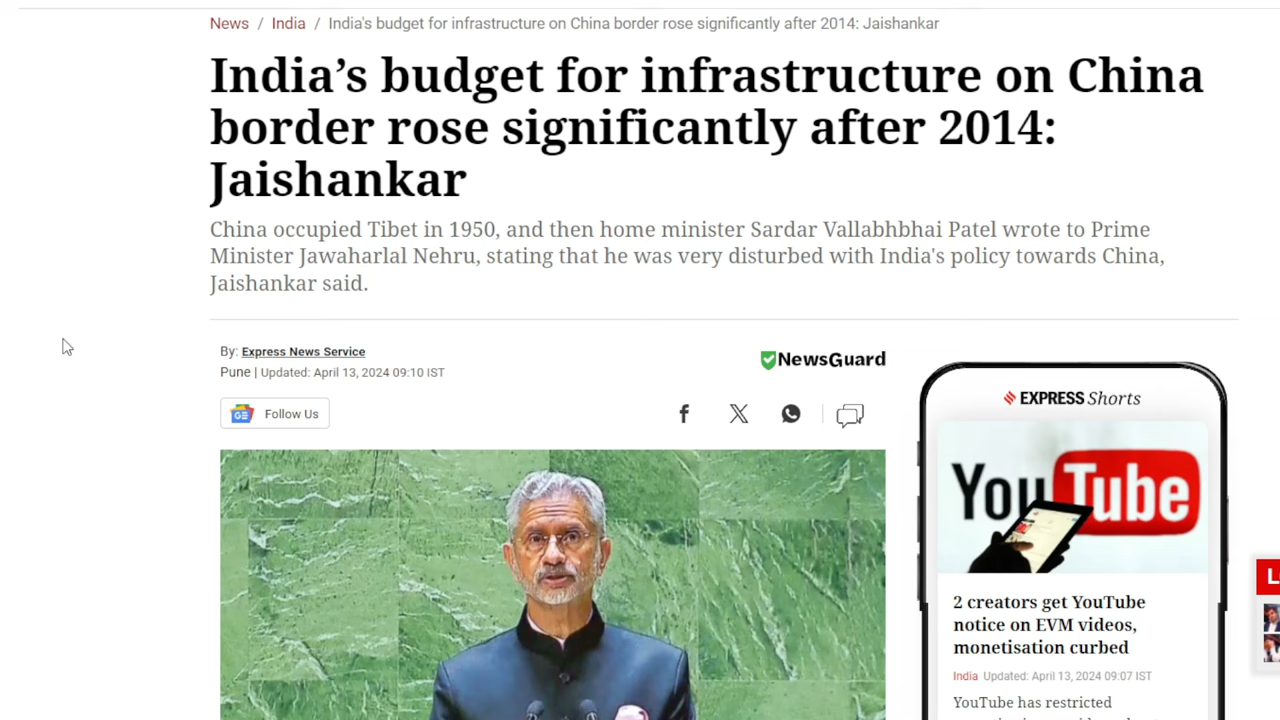 News / India / India's budget for infrastructure on China border rose significantly after 2014: Jaishankar
India's budget for infrastructure on China
border rose significantly after 2014:
Jaishankar
China occupied Tibet in 1950, and then home minister Sardar Vallabhbhai Patel wrote to Prime
Minister Jawaharlal Nehru, stating that he was very disturbed with India's policy towards China,
Jaishankar said.
By: Express News Service
Pune | Updated: April 13, 2024 09:10 IST
NewsGuard
GE Follow Us
EXPRESS Shorts
YouTube
2 creators get YouTube
notice on EVM videos,
monetisation curbed
India Updated: April 13, 2024 09:07 IST
YouTube has restricted